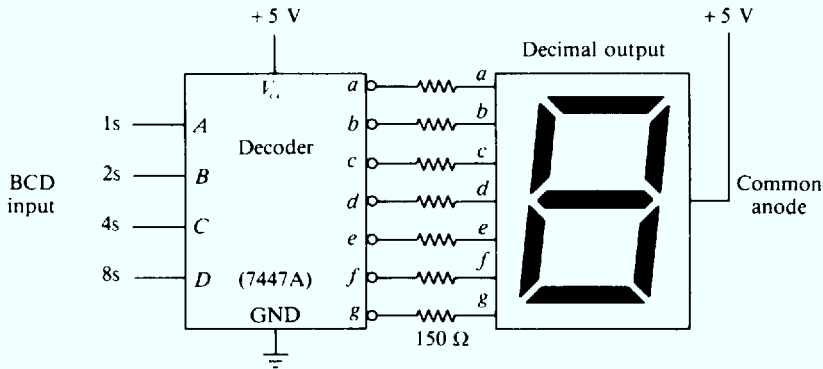 + 5 V
+ 5 V
Decimal output
BCD
input
1s
2s
4s
8s
A
B
C
D
Decoder
(7447A)
GND
a
b
c
d
e
f
g
150 Ω
a
b
c
d
e
f
g
Common
anode